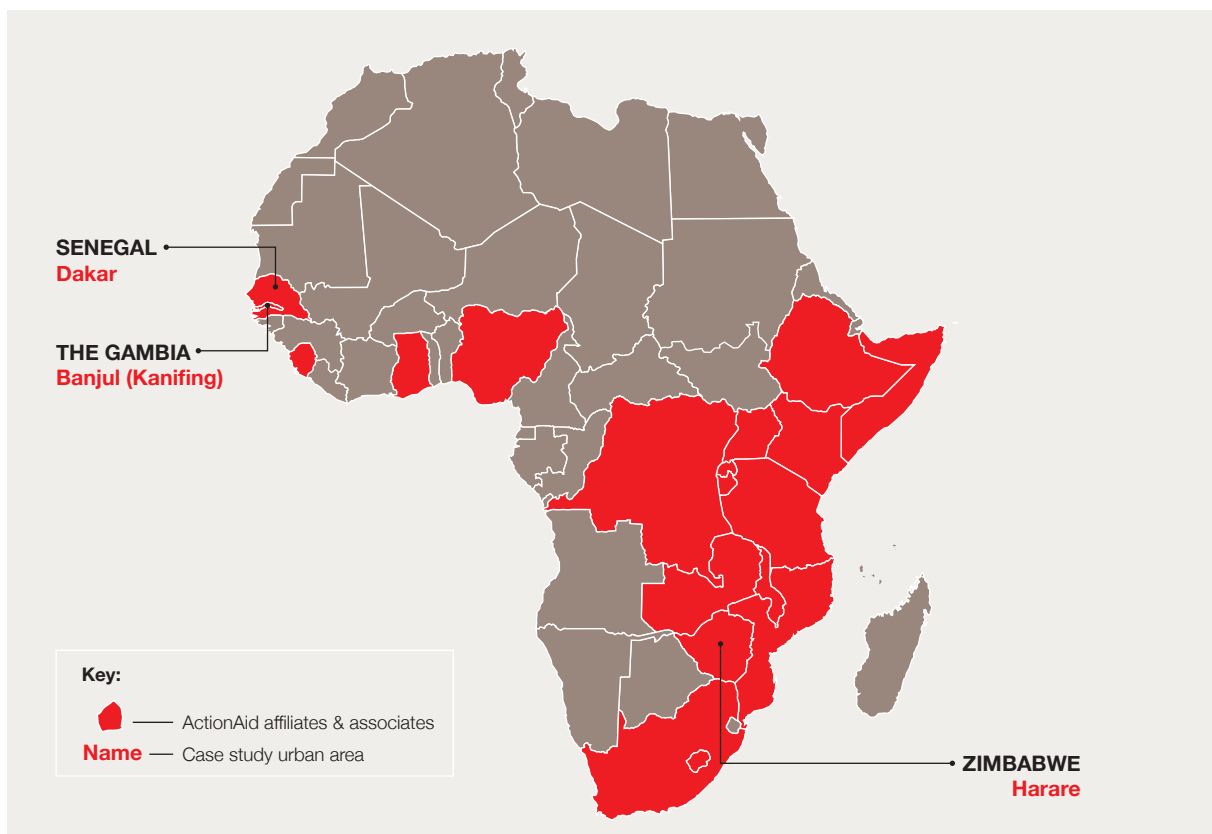 SENEGAL
Dakar
THE GAMBIA
Banjul (Kanifing)
Key:
ActionAid affiliates & associates
Name
Case study urban area
ZIMBABWE
Harare